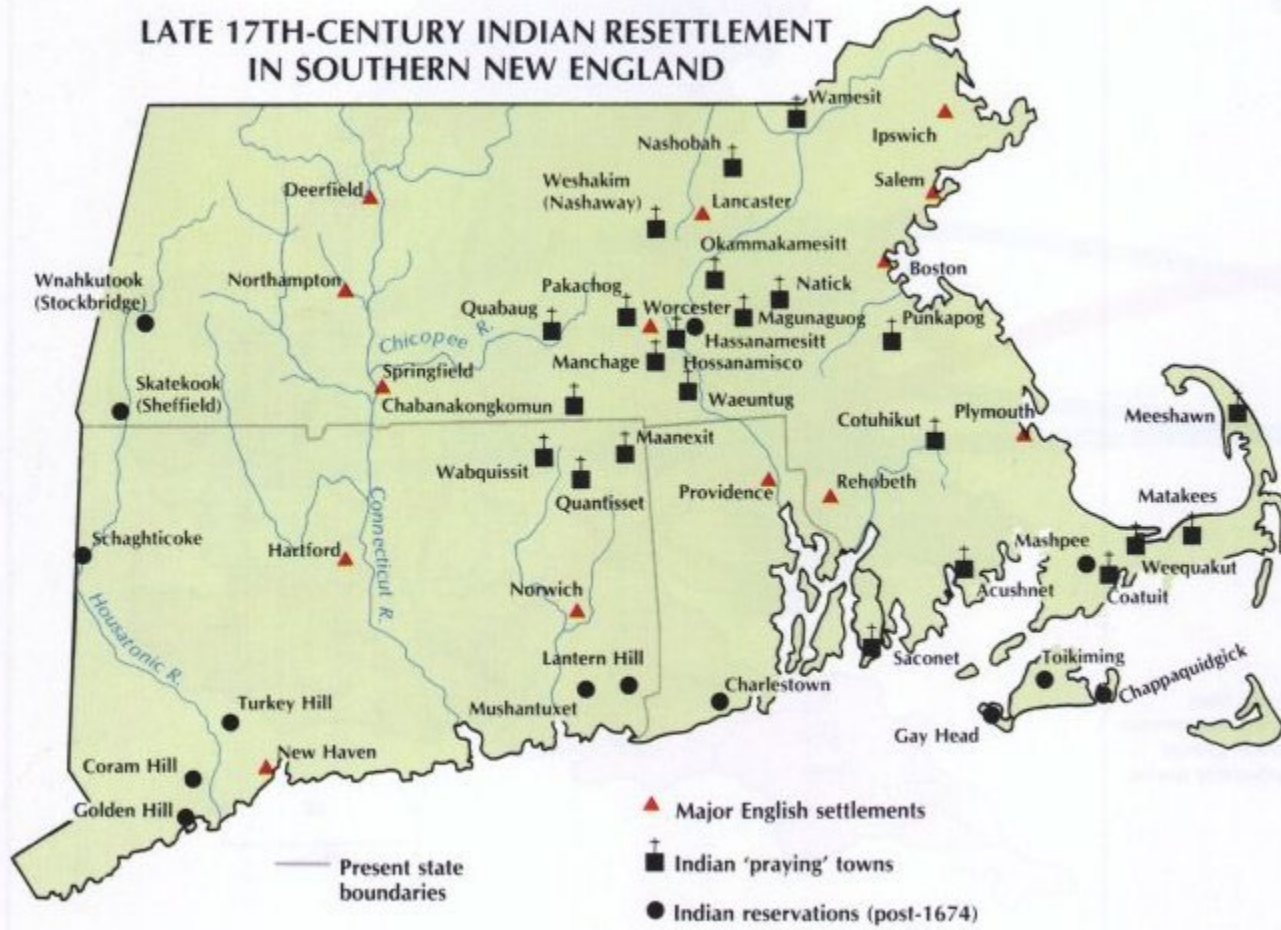 LATE 17TH-CENTURY INDIAN RESETTLEMENT
IN SOUTHERN NEW ENGLAND
Wamesit
Ipswich
Nashobah
Deerfield
Weshakim
(Nashaway)
Salem
Lancaster
Okammakamesitt
Wnahkutook
(Stockbridge)
Northampton
Boston
Pakachog
Natick
Quabaug
Worcester
Magunaguog
Punkapog
Chicopee R.
Hassanamesitt
Manchage
Hossanamisco
Springfield
Skatekook
(Sheffield)
Chabanakongkomun
Waeuntug
Cotuhikut
Plymouth
Meeshawn
Maanexit
Wabquissit
Quantisset
Providence
Rehobeth
Matakees
Connecticut R.
Schaghticoke
Hartford
Mashpee
Weequakut
Acushnet
Coatuit
Norwich
Housatonic R.
Saconet
Lantern Hill
Toikiming
Chappaquidgick
Charlestown
Mushantuxet
Turkey Hill
Gay Head
New Haven
Coram Hill
Golden Hill
Major English settlements
Present state
boundaries
Indian 'praying' towns
Indian reservations (post-1674)